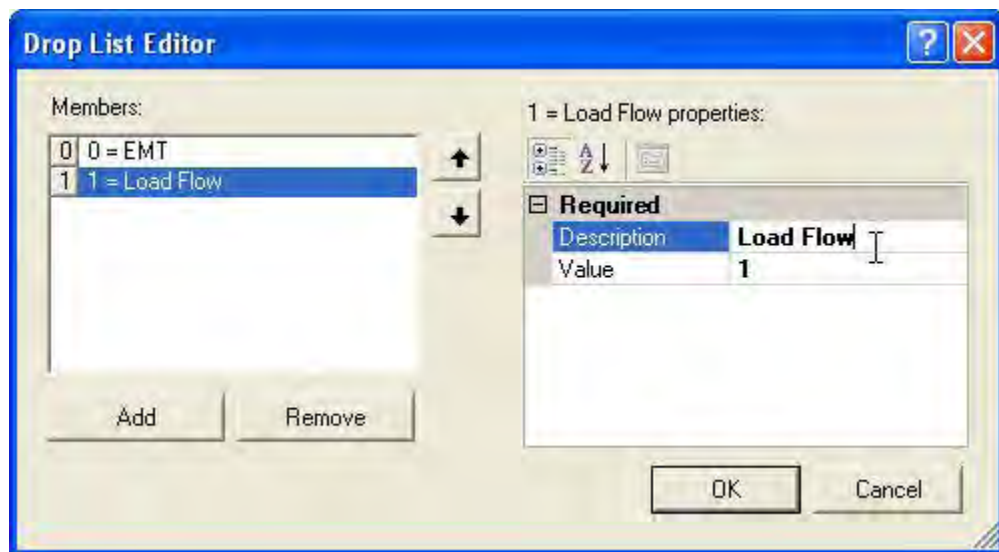 Drop List Editor
Members:
0 0 = EMT
1 1 = Load Flow
Add Remove
1 = Load Flow properties:
A
Z
Required
Description Load Flow
Value 1
OK Cancel